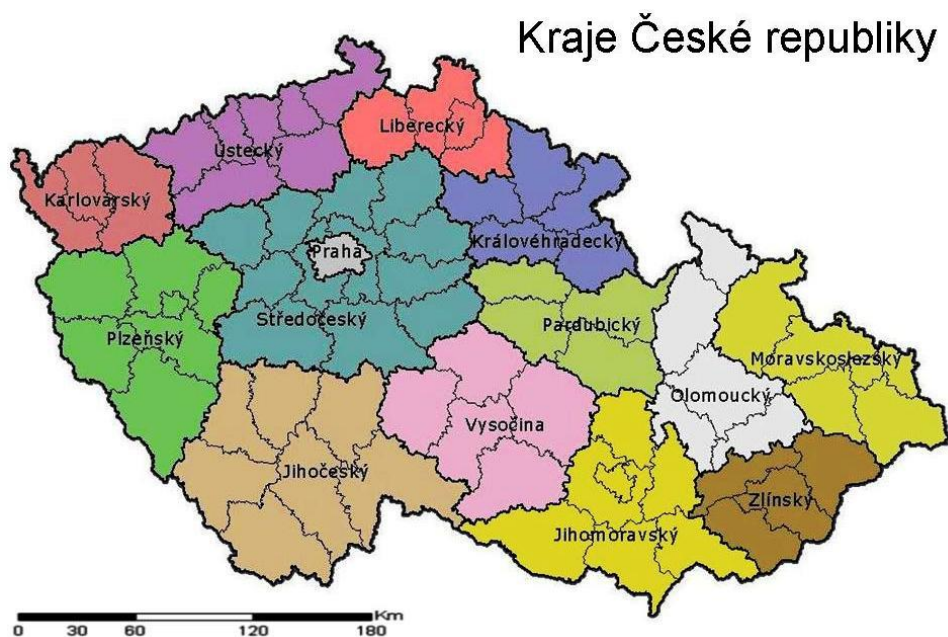 Kraje České republiky
Liberecký
Ústecký
Karlovarský
Královéhradecký
Praha
Středočeský
Pardubický
Plzeňský
Moravskoslezský
Olomoucký
Vysočina
Jihočeský
Zlínský
Jihomoravský
Km
0 30 60 120 180